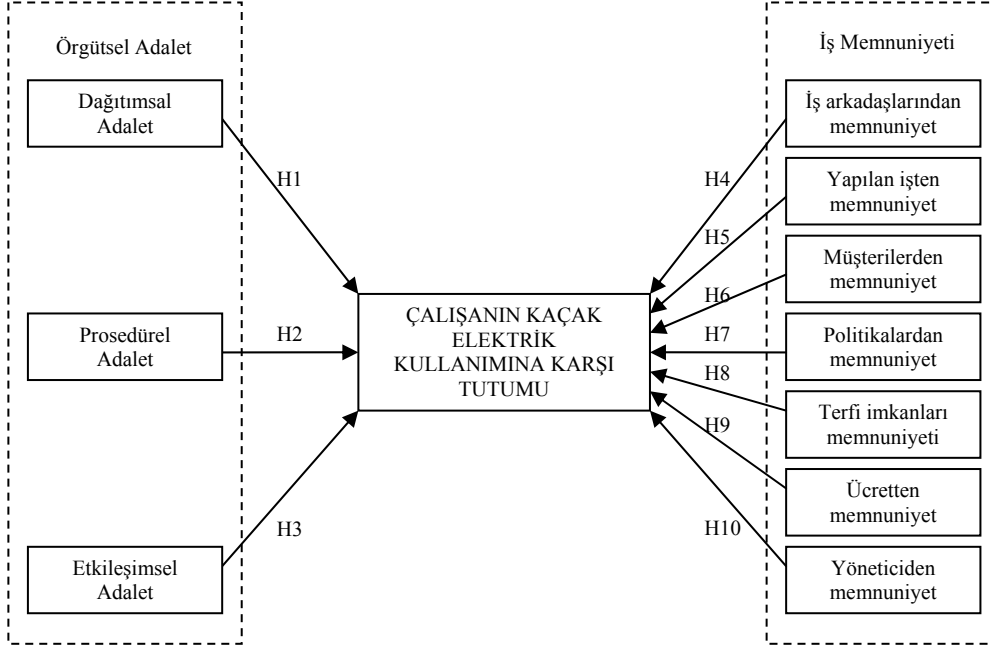 Örgütsel Adalet
Dağıtımsal
Adalet
Prosedürel
Adalet
Etkileşimsel
Adalet
H1
H2
H3
ÇALIŞANIN KAÇAK
ELEKTRİK
KULLANIMINA KARŞI
TUTUMU
H4
H5
H6
H7
H8
H9
H10
İş Memnuniyeti
İş arkadaşlarından
memnuniyet
Yapılan işten
memnuniyet
Müşterilerden
memnuniyet
Politikalardan
memnuniyet
Terfi imkanları
memnuniyeti
Ücretten
memnuniyet
Yöneticiden
memnuniyet